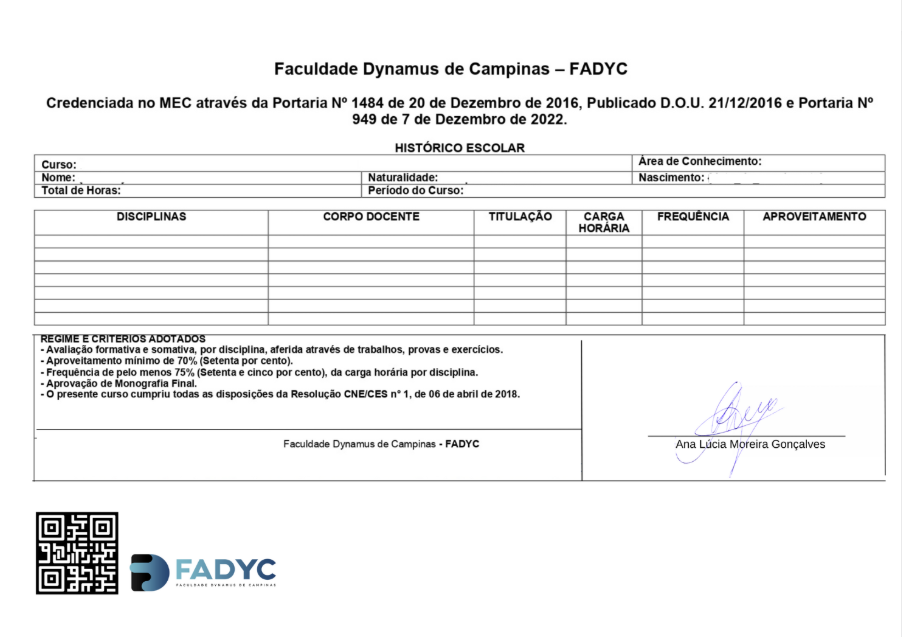 Faculdade Dynamus de Campinas – FADYC
Credenciada no MEC através da Portaria Nº 1484 de 20 de Dezembro de 2016, Publicado D.O.U. 21/12/2016 e Portaria Nº
949 de 7 de Dezembro de 2022.
HISTÓRICO ESCOLAR
Curso: Área de Conhecimento:
Nome: Naturalidade: Nascimento:
Total de Horas: Período do Curso:
DISCIPLINAS CORPO DOCENTE TITULAÇÃO CARGA HORÁRIA FREQUÊNCIA APROVEITAMENTO
REGIME E CRITERIOS ADOTADOS
- Avaliação formativa e somativa, por disciplina, aferida através de trabalhos, provas e exercícios.
- Aproveitamento mínimo de 70% (Setenta por cento).
- Frequência de pelo menos 75% (Setenta e cinco por cento), da carga horária por disciplina.
- Aprovação de Monografia Final.
- O presente curso cumpriu todas as disposições da Resolução CNE/CES n° 1, de 06 de abril de 2018.
Faculdade Dynamus de Campinas - FADYC
Ana Lúcia Moreira Gonçalves
FADYC
FACULDADE DYNAMUS DE CAMPINAS